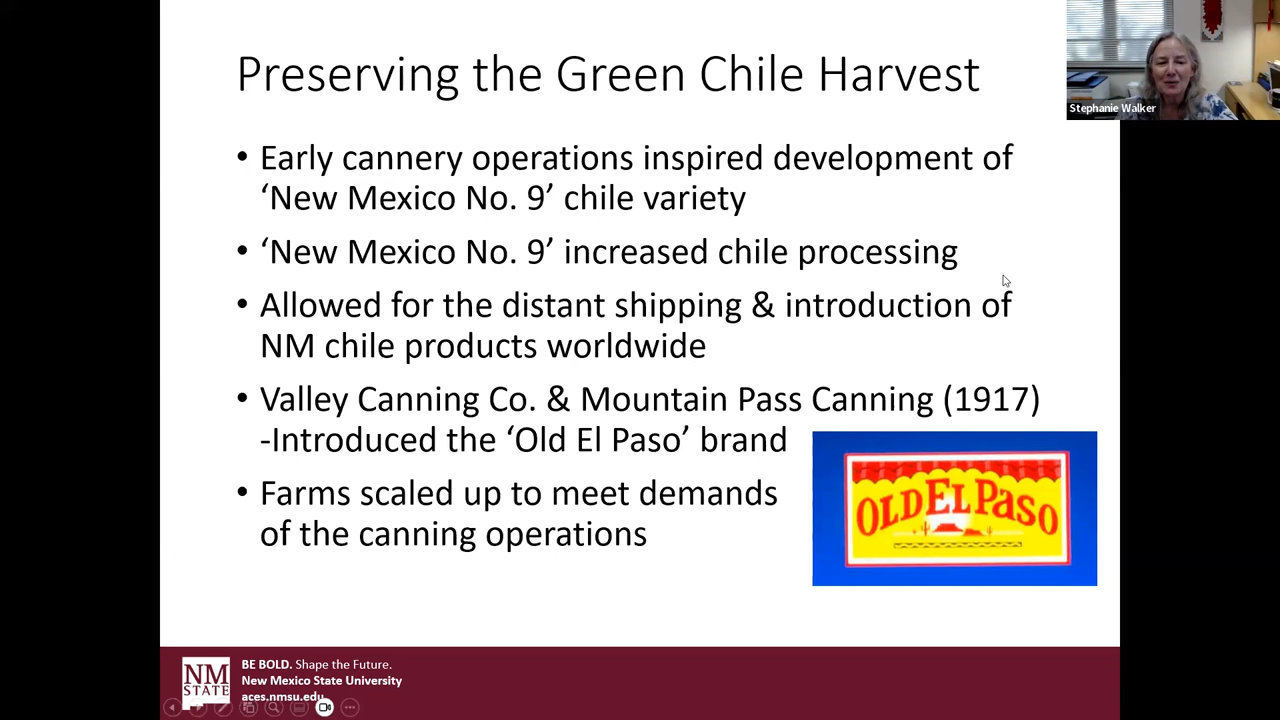 Preserving the Green Chile Harvest
Stephanie Walker
• Early cannery operations inspired development of
‘New Mexico No. 9’ chile variety
• ‘New Mexico No. 9’ increased chile processing
• Allowed for the distant shipping & introduction of
NM chile products worldwide
• Valley Canning Co. & Mountain Pass Canning (1917)
-Introduced the ‘Old El Paso’ brand
• Farms scaled up to meet demands
of the canning operations
OLD EL PASO
NM
STATE
BE BOLD. Shape the Future.
New Mexico State University
aces.nmsu.edu